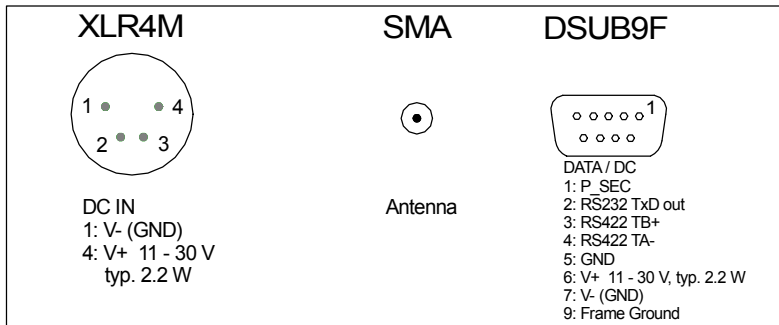 XLR4M
SMA
DSUB9F
1
4
2
3
1
DC IN
1: V- (GND)
4: V+ 11 - 30 V
typ. 2.2 W
Antenna
DATA / DC
1: P_SEC
2: RS232 TxD out
3: RS422 TB+
4: RS422 TA-
5: GND
6: V+ 11 - 30 V, typ. 2.2 W
7: V- (GND)
9: Frame Ground